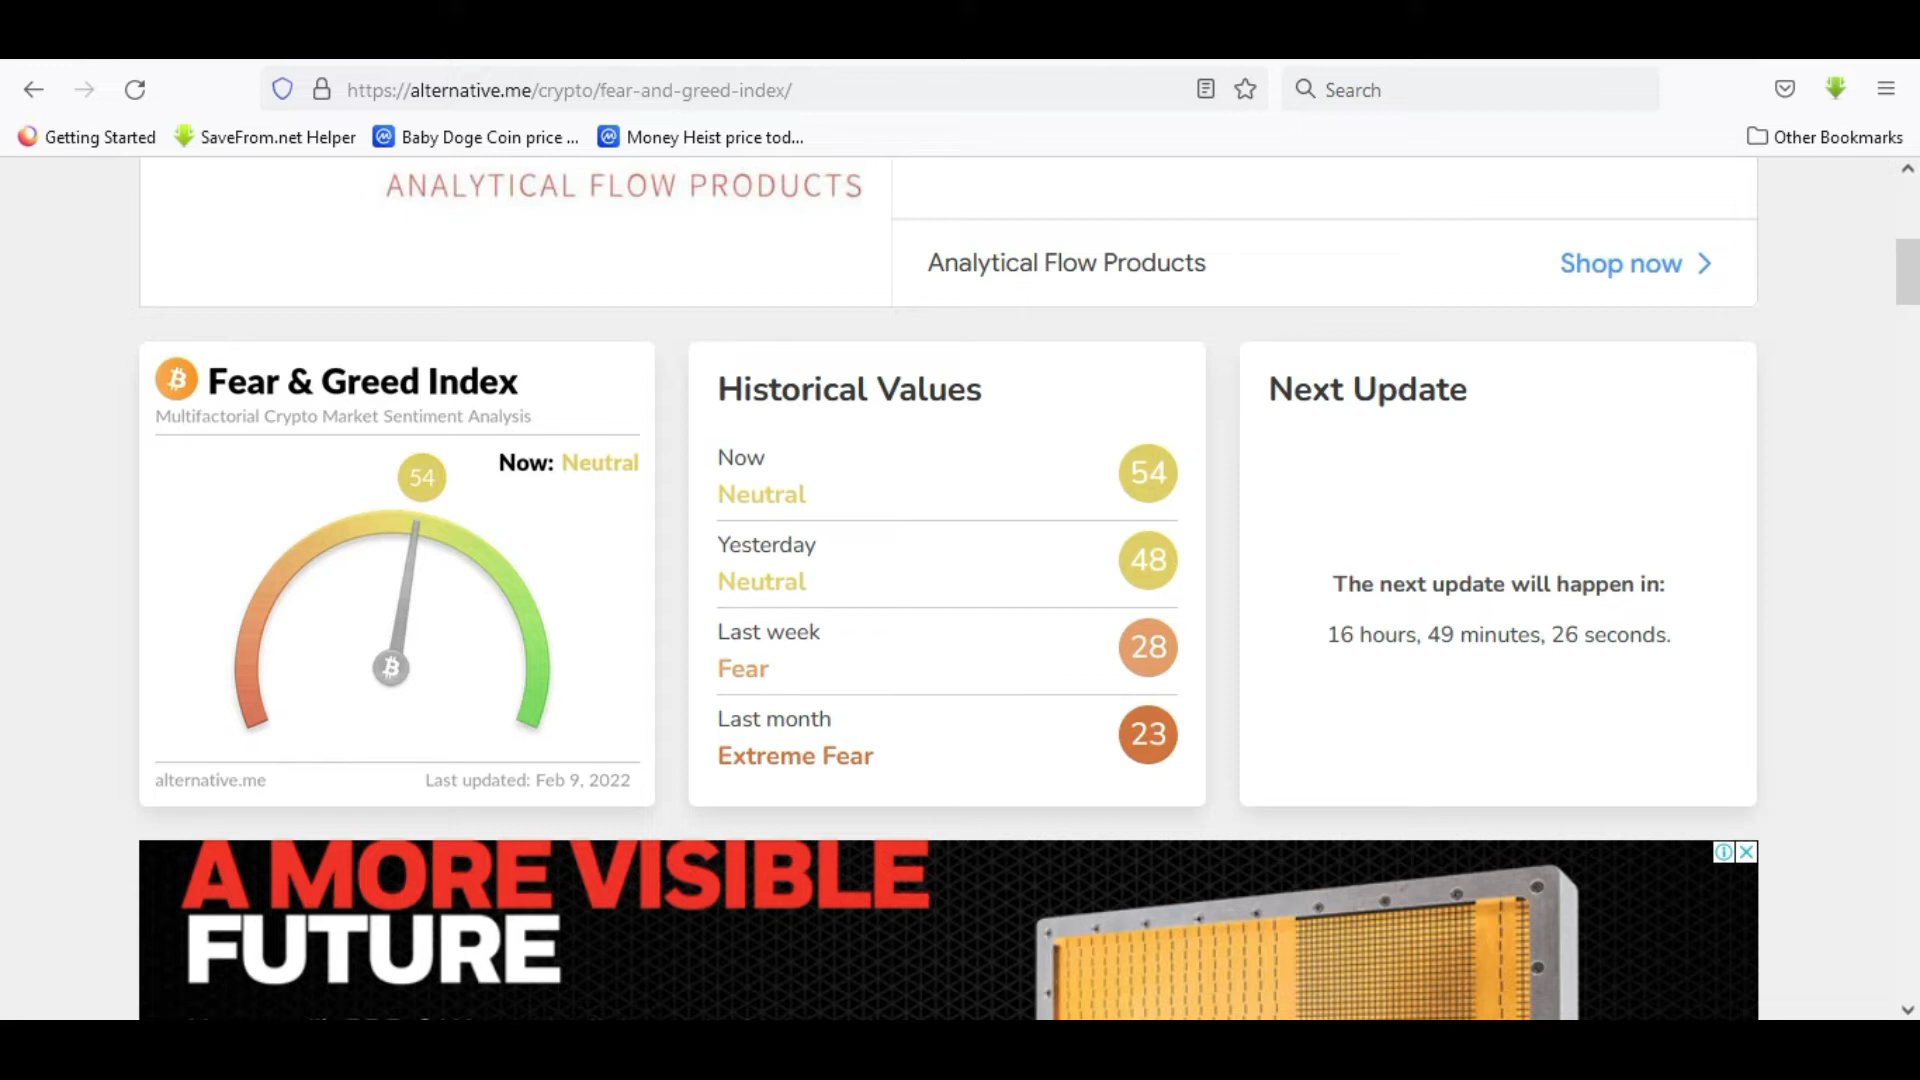 https://alternative.me/crypto/fear-and-greed-index/
Search
Getting Started
SaveFrom.net Helper
Baby Doge Coin price ...
Money Heist price tod...
Other Bookmarks
ANALYTICAL FLOW PRODUCTS
Analytical Flow Products
Shop now
Fear & Greed Index
Multifactorial Crypto Market Sentiment Analysis
Now: Neutral
54
alternative.me
Last updated: Feb 9, 2022
Historical Values
Now
Neutral
54
Yesterday
Neutral
48
Last week
Fear
28
Last month
Extreme Fear
23
Next Update
The next update will happen in:
16 hours, 49 minutes, 26 seconds.
A MORE VISIBLE
FUTURE